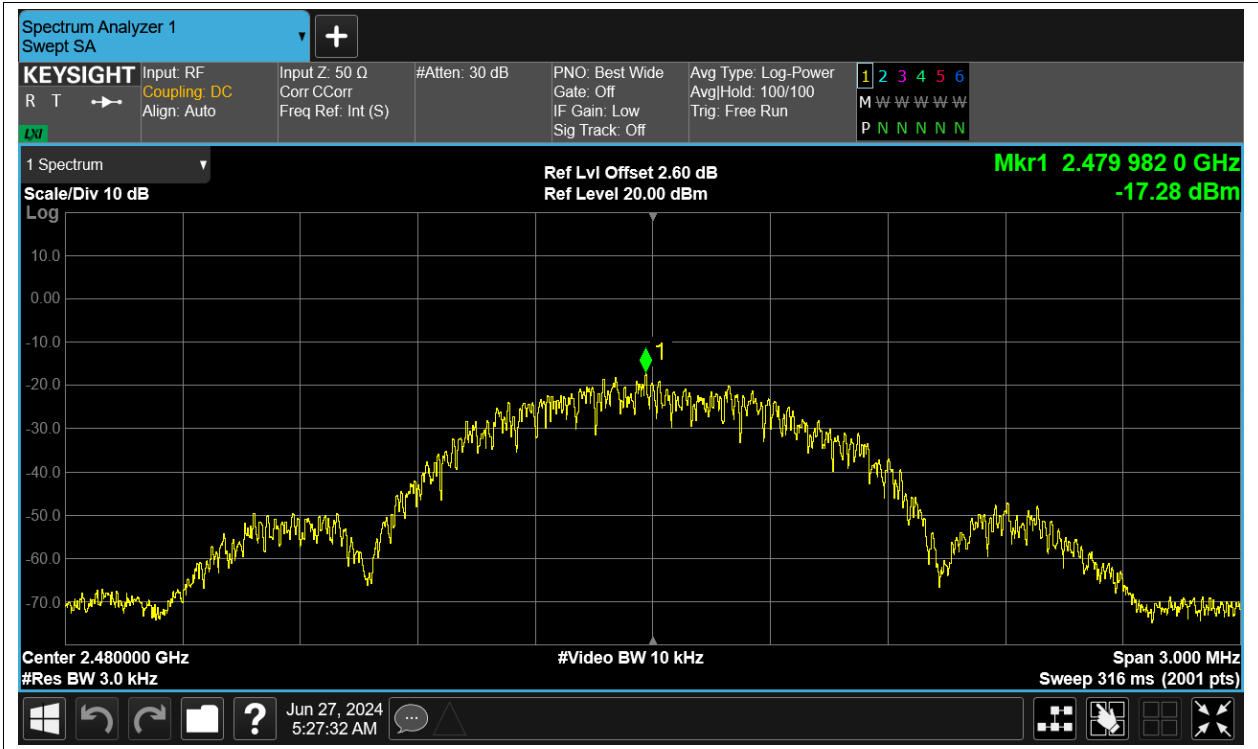 Spectrum Analyzer 1
Swept SA
KEYSIGHT
R T
LXI
Input: RF
Coupling: DC
Align: Auto
Input Z: 50 Ω
Corr CCorr
Freq Ref: Int (S)
#Atten: 30 dB
PNO: Best Wide
Gate: Off
IF Gain: Low
Sig Track: Off
Avg Type: Log-Power
Avg|Hold: 100/100
Trig: Free Run
1 2 3 4 5 6
M W W W W W
P N N N N N
1 Spectrum
Scale/Div 10 dB
Ref Lvl Offset 2.60 dB
Ref Level 20.00 dBm
Mkr1 2.479 982 0 GHz
-17.28 dBm
Log
10.0
0.00
-10.0
1
-20.0
-30.0
-40.0
-50.0
-60.0
-70.0
Center 2.480000 GHz
#Video BW 10 kHz
Span 3.000 MHz
#Res BW 3.0 kHz
Sweep 316 ms (2001 pts)
?
Jun 27, 2024
5:27:32 AM